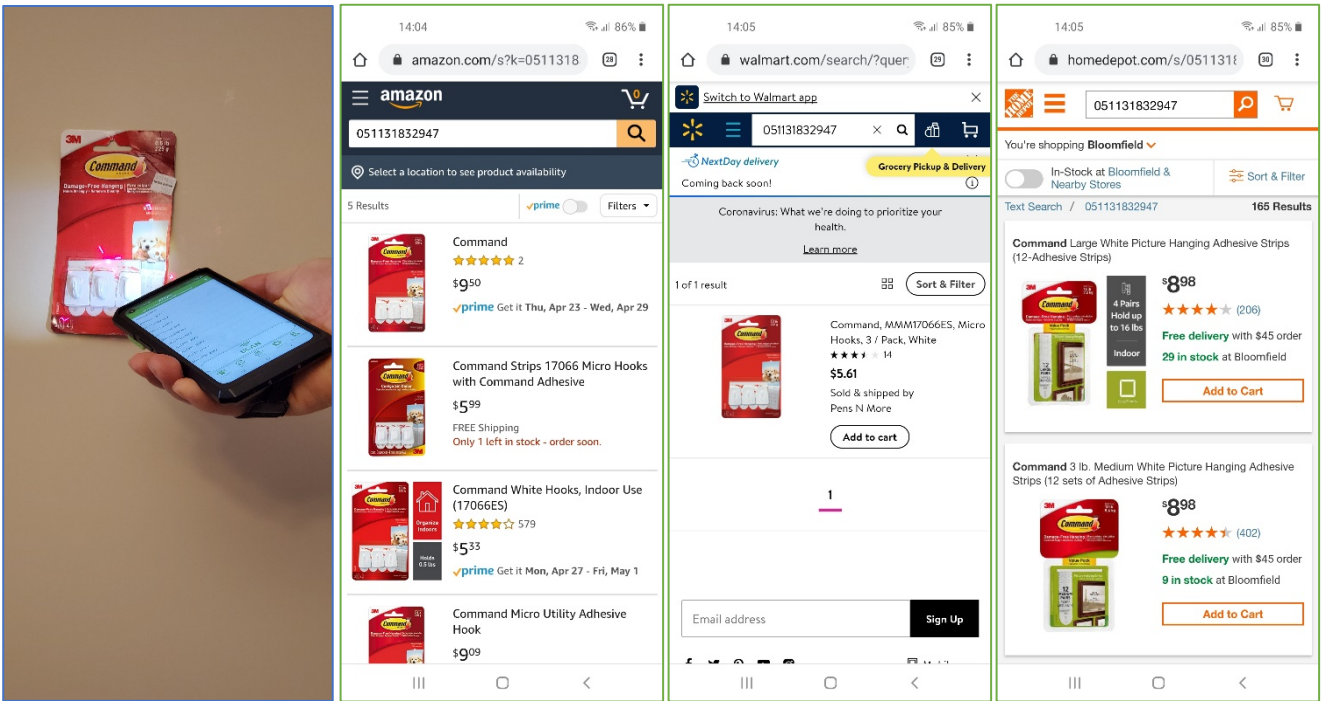 3M
Command
Damage-Free Hanging
14:04
86%
amazon.com/s?k=0511318
28
amazon
0
051131832947
Select a location to see product availability
5 Results
prime
Filters
Command
2
$9.50
prime Get it Thu, Apr 23 - Wed, Apr 29
Command Strips 17066 Micro Hooks
with Command Adhesive
$5.99
FREE Shipping
Only 1 left in stock - order soon.
Organize
Indoors
Holds
0.5 lbs
Command White Hooks, Indoor Use
(17066ES)
579
$5.33
prime Get it Mon, Apr 27 - Fri, May 1
Command Micro Utility Adhesive
Hook
$9.09
14:05
85%
walmart.com/search/?quer
29
Switch to Walmart app
051131832947
NextDay delivery
Grocery Pickup & Delivery
Coming back soon!
Coronavirus: What we're doing to prioritize your
health.
Learn more
1 of 1 result
Sort & Filter
Command, MMM17066ES, Micro
Hooks, 3 / Pack, White
14
$5.61
Sold & shipped by
Pens N More
Add to cart
1
Email address
Sign Up
14:05
85%
homedepot.com/s/0511318
30
051131832947
You're shopping Bloomfield
In-Stock at Bloomfield &
Nearby Stores
Sort & Filter
Text Search / 051131832947
165 Results
Command Large White Picture Hanging Adhesive Strips
(12-Adhesive Strips)
Command
4 Pairs
Hold up
to 16 lbs
Indoor
$8.98
(206)
Free delivery with $45 order
29 in stock at Bloomfield
Add to Cart
Command 3 lb. Medium White Picture Hanging Adhesive
Strips (12 sets of Adhesive Strips)
Command
$8.98
(402)
Free delivery with $45 order
9 in stock at Bloomfield
Add to Cart